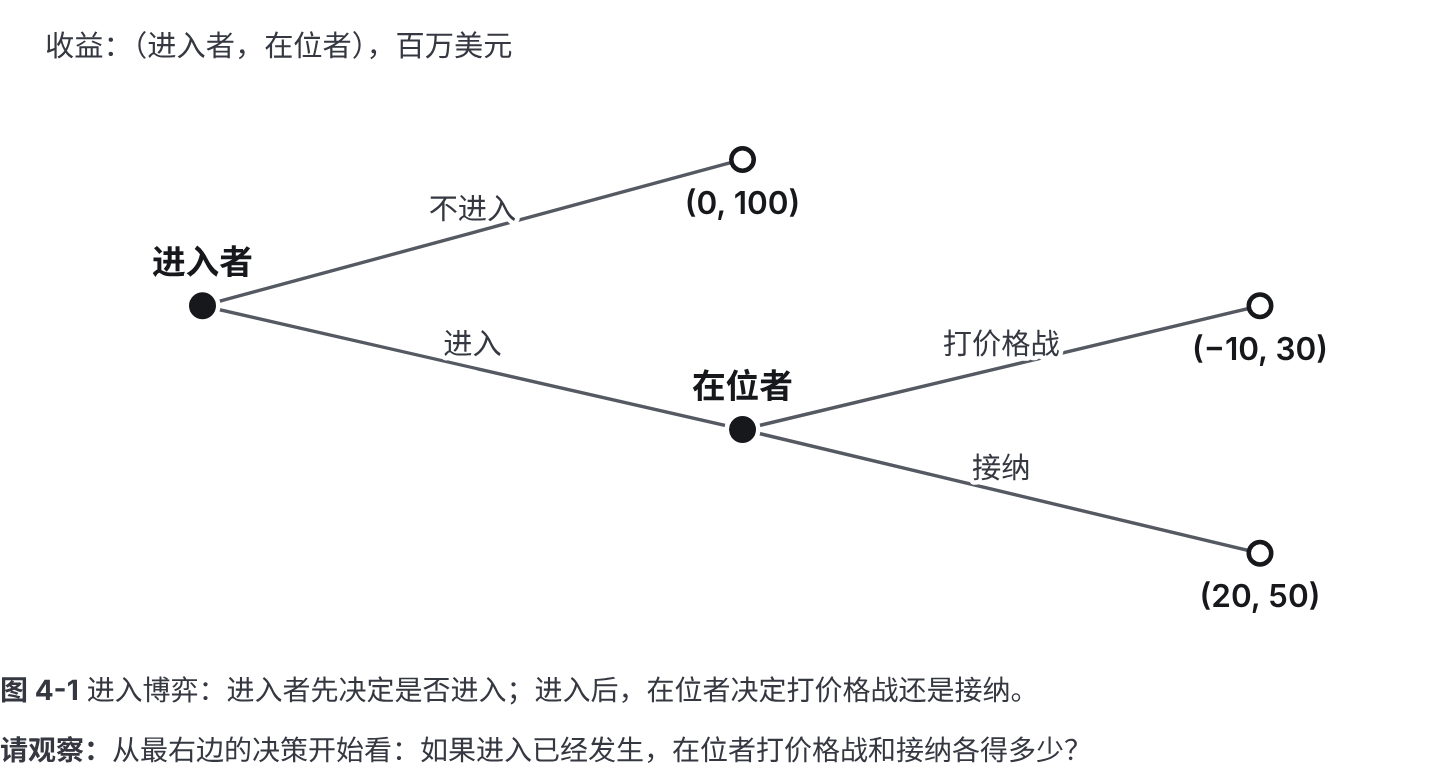 收益：（进入者，在位者），百万美元
不进入
(0, 100)
进入者
进入
打价格战
(−10, 30)
在位者
接纳
(20, 50)
图 4-1 进入博弈：进入者先决定是否进入；进入后，在位者决定打价格战还是接纳。
请观察：从最右边的决策开始看：如果进入已经发生，在位者打价格战和接纳各得多少？